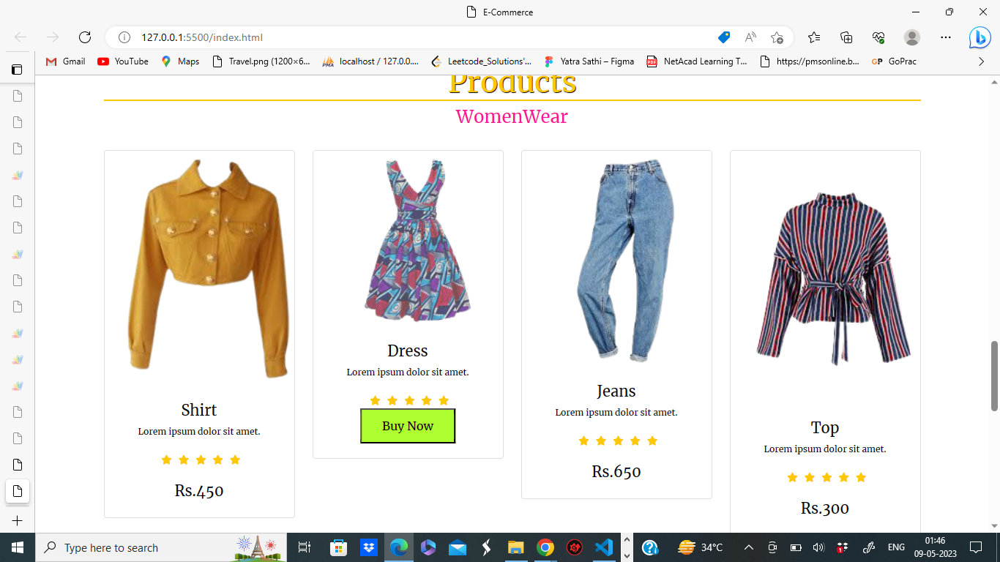 E-Commerce
127.0.0.1:5500/index.html
Gmail
YouTube
Maps
Travel.png (1200×6...
localhost / 127.0.0....
Leetcode_Solutions'...
Yatra Sathi – Figma
NetAcad Learning T...
https://pmsonline.b...
GP GoPrac
Products
WomenWear
Shirt
Lorem ipsum dolor sit amet.
Rs.450
Dress
Lorem ipsum dolor sit amet.
Buy Now
Jeans
Lorem ipsum dolor sit amet.
Rs.650
Top
Lorem ipsum dolor sit amet.
Rs.300
Type here to search
34°C
ENG
01:46
09-05-2023